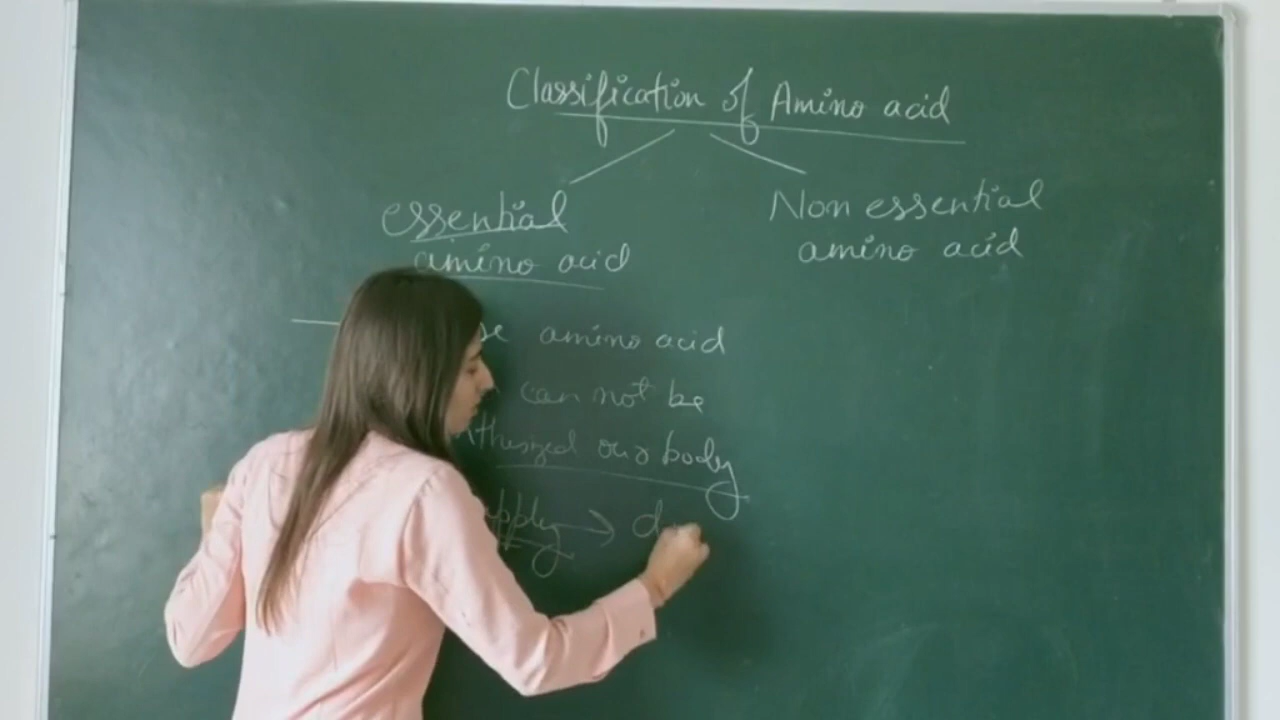 Classification of Amino acid
essential
amino acid
Non essential
amino acid
amino acid
can not be
our body